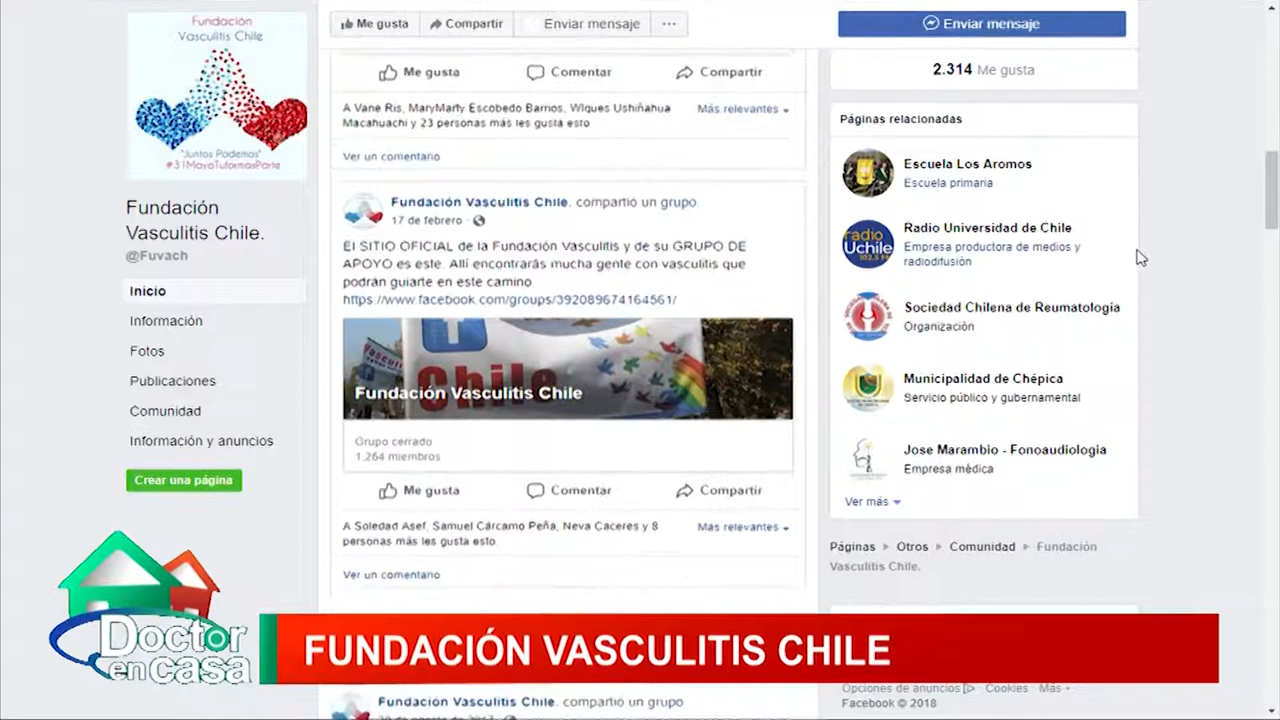 Fundación
Vasculitis Chile
"Juntos Podemos"
#31MayoTuformasParte
Fundación
Vasculitis Chile.
@Fuvach
Inicio
Información
Fotos
Publicaciones
Comunidad
Información y anuncios
Crear una página
Me gusta
Compartir
Enviar mensaje
...
Me gusta
Comentar
Compartir
A Vane Ris, MaryMarty Escobedo Barrios, Wlques Ushiñahua
Macahuachi y 23 personas más les gusta esto
Más relevantes
Ver un comentario
Fundación Vasculitis Chile. compartió un grupo.
17 de febrero ·
El SITIO OFICIAL de la Fundación Vasculitis y de su GRUPO DE
APOYO es este. Allí encontrarás mucha gente con vasculitis que
podrán guiarte en este camino
https://www.facebook.com/groups/392089674164561/
Vasculi
Chile
Fundación Vasculitis Chile
Grupo cerrado
1,264 miembros
Me gusta
Comentar
Compartir
A Soledad Asef, Samuel Cárcamo Peña, Neva Caceres y 8
personas más les gusta esto.
Más relevantes
Ver un comentario
Enviar mensaje
2.314 Me gusta
Páginas relacionadas
Escuela Los Aromos
Escuela primaria
radio
Uchile
102.5 FM
Radio Universidad de Chile
Empresa productora de medios y
radiodifusión
Sociedad Chilena de Reumatología
Organización
Municipalidad de Chépica
Servicio público y gubernamental
Jose Marambio - Fonoaudiologia
Empresa médica
Ver más
Páginas
Otros
Comunidad
Fundación
Vasculitis Chile.
Doctor
en casa
FUNDACIÓN VASCULITIS CHILE
Fundación Vasculitis Chile. compartió un grupo
Opciones de anuncios
Cookies
Más
Facebook © 2018